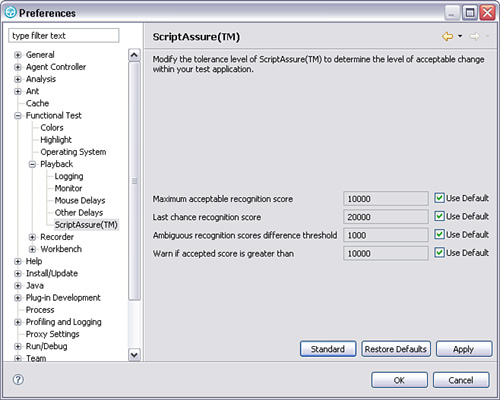 Preferences
type filter text
General
Agent Controller
Analysis
Ant
Cache
Functional Test
Colors
Highlight
Operating System
Playback
Logging
Monitor
Mouse Delays
Other Delays
ScriptAssure(TM)
Recorder
Workbench
Help
Install/Update
Java
Plug-in Development
Process
Profiling and Logging
Proxy Settings
Run/Debug
Team
ScriptAssure(TM)
Modify the tolerance level of ScriptAssure(TM) to determine the level of acceptable change
within your test application.
Maximum acceptable recognition score 10000 Use Default
Last chance recognition score 20000 Use Default
Ambiguous recognition scores difference threshold 1000 Use Default
Warn if accepted score is greater than 10000 Use Default
Standard Restore Defaults Apply
? OK Cancel